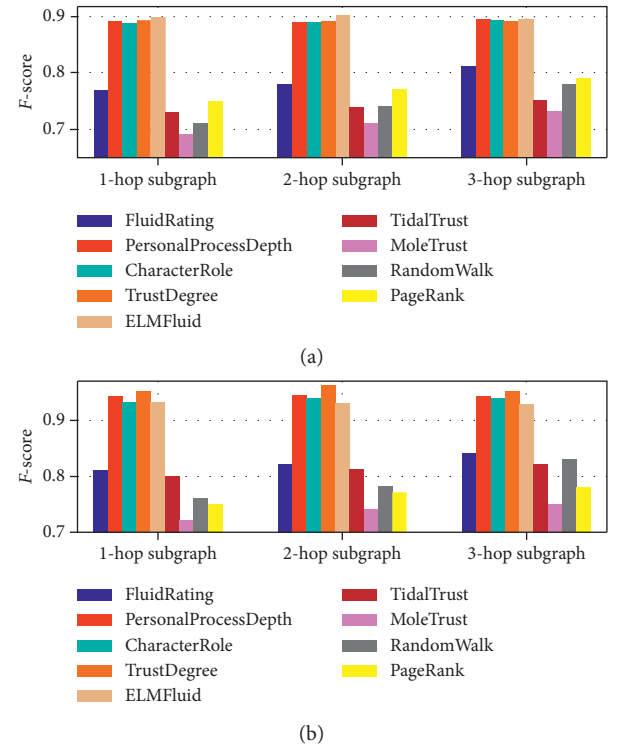 0.9
0.8
0.7
F-score
1-hop subgraph 2-hop subgraph 3-hop subgraph
FluidRating TidalTrust
PersonalProcessDepth MoleTrust
CharacterRole RandomWalk
TrustDegree PageRank
ELMFluid
(a)
0.9
0.8
0.7
F-score
1-hop subgraph 2-hop subgraph 3-hop subgraph
FluidRating TidalTrust
PersonalProcessDepth MoleTrust
CharacterRole RandomWalk
TrustDegree PageRank
ELMFluid
(b)